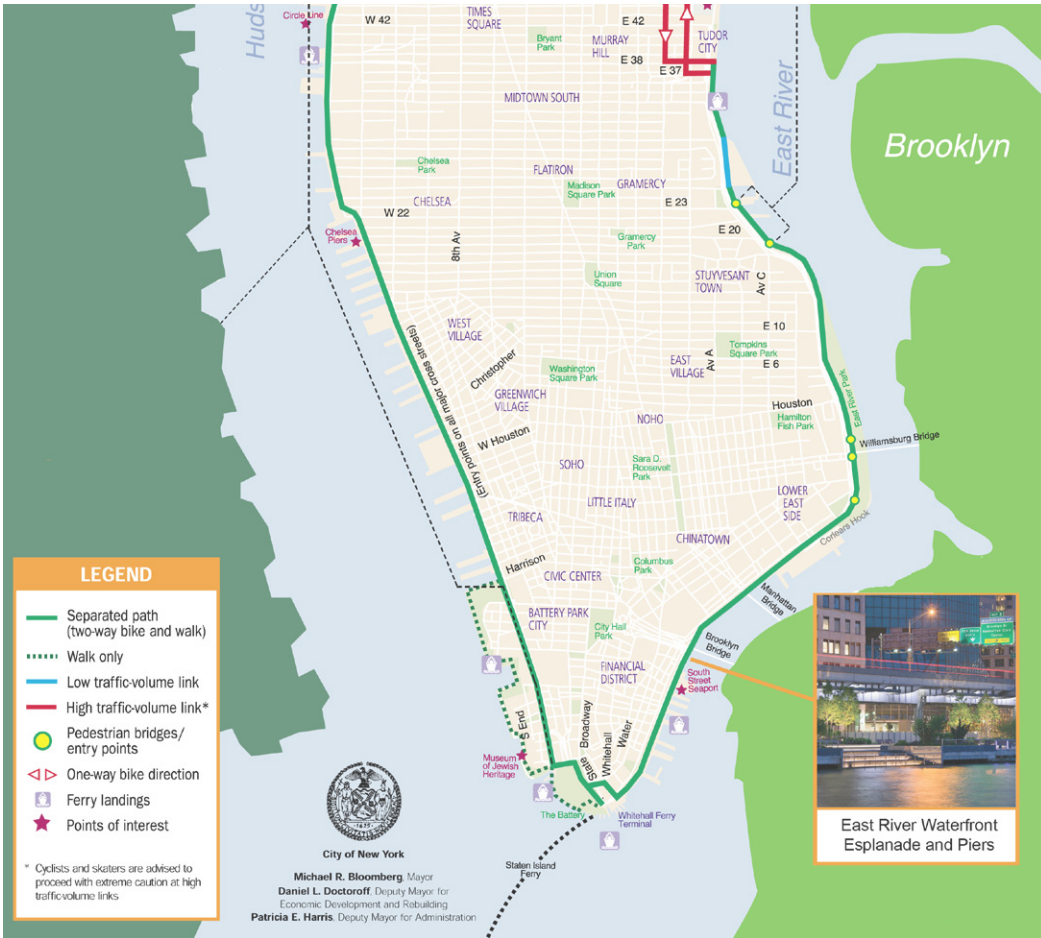 Circle Line
Huds
W 42
TIMES
SQUARE
Bryant
Park
E 42
MURRAY
HILL
E 38
E 37
TUDOR
CITY
MIDTOWN SOUTH
East River
Brooklyn
Chelsea
Park
FLATIRON
Madison
Square Park
GRAMERCY
CHELSEA
W 22
E 23
Chelsea
Piers
8th Av
Gramercy
Park
E 20
Union
Square
STUYVESANT
TOWN
Av C
WEST
VILLAGE
(Entry points on all major cross streets)
Christopher
E 10
Tompkins
Square Park
E 6
Av A
EAST
VILLAGE
Washington
Square Park
GREENWICH
VILLAGE
East River Park
Houston
Hamilton
Fish Park
NOHO
W Houston
Williamsburg Bridge
SOHO
Sara D.
Roosevelt
Park
LOWER
EAST
SIDE
LITTLE ITALY
TRIBECA
CHINATOWN
Corlears Hook
Harrison
CIVIC CENTER
Columbus
Park
Manhattan
Bridge
BATTERY PARK
CITY
City Hall
Park
Brooklyn
Bridge
FINANCIAL
DISTRICT
South
Street
Seaport
S End
Broadway
Water
Whitehall
State
Museum
of Jewish
Heritage
The Battery
Whitehall Ferry
Terminal
Staten Island
Ferry
LEGEND
Separated path
(two-way bike and walk)
Walk only
Low traffic-volume link
High traffic-volume link*
Pedestrian bridges/
entry points
One-way bike direction
Ferry landings
Points of interest
* Cyclists and skaters are advised to
proceed with extreme caution at high
traffic-volume links
City of New York
Michael R. Bloomberg, Mayor
Daniel L. Doctoroff, Deputy Mayor for
Economic Development and Rebuilding
Patricia E. Harris, Deputy Mayor for Administration
East River Waterfront
Esplanade and Piers